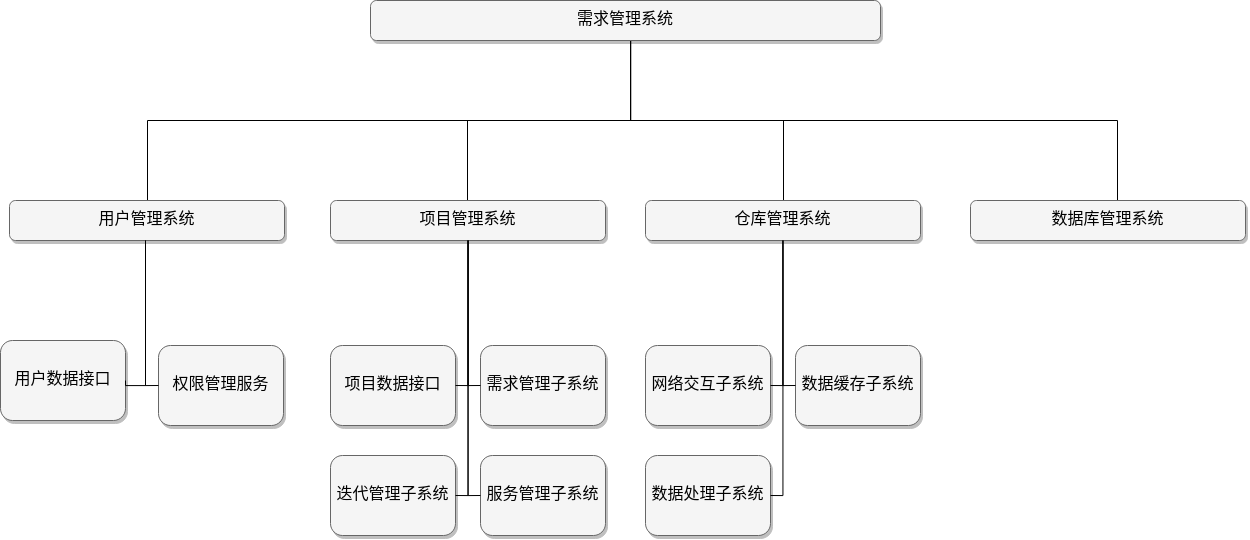 需求管理系统
用户管理系统
项目管理系统
仓库管理系统
数据库管理系统
用户数据接口
权限管理服务
项目数据接口
需求管理子系统
网络交互子系统
数据缓存子系统
迭代管理子系统
服务管理子系统
数据处理子系统